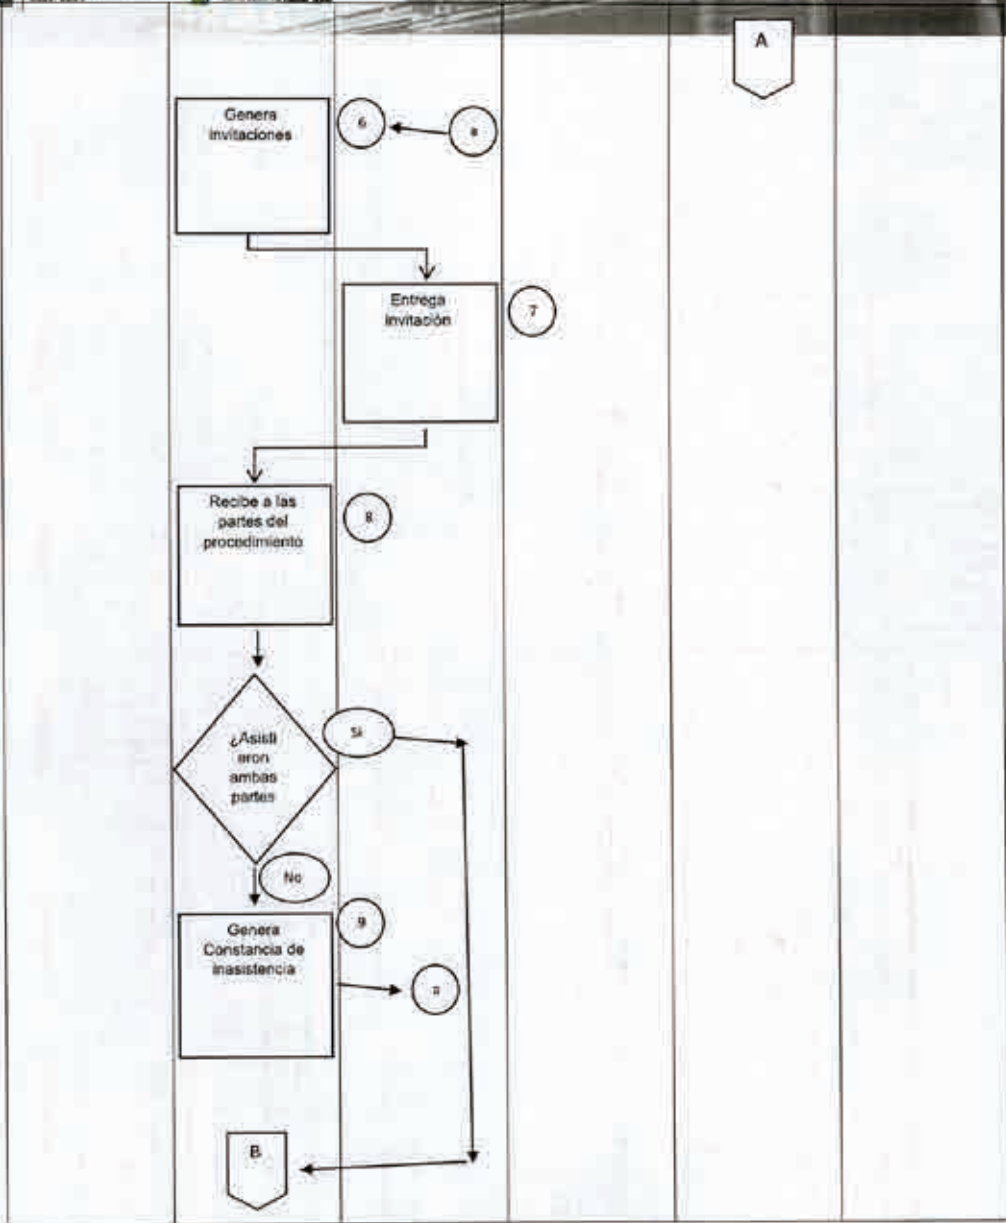 A
Genera
invitaciones
6
a
Entrega
invitación
7
Recibe a las
partes del
procedimiento
8
¿Asisti
eron
ambas
partes
Si
No
Genera
Constancia de
inasistencia
9
a
B